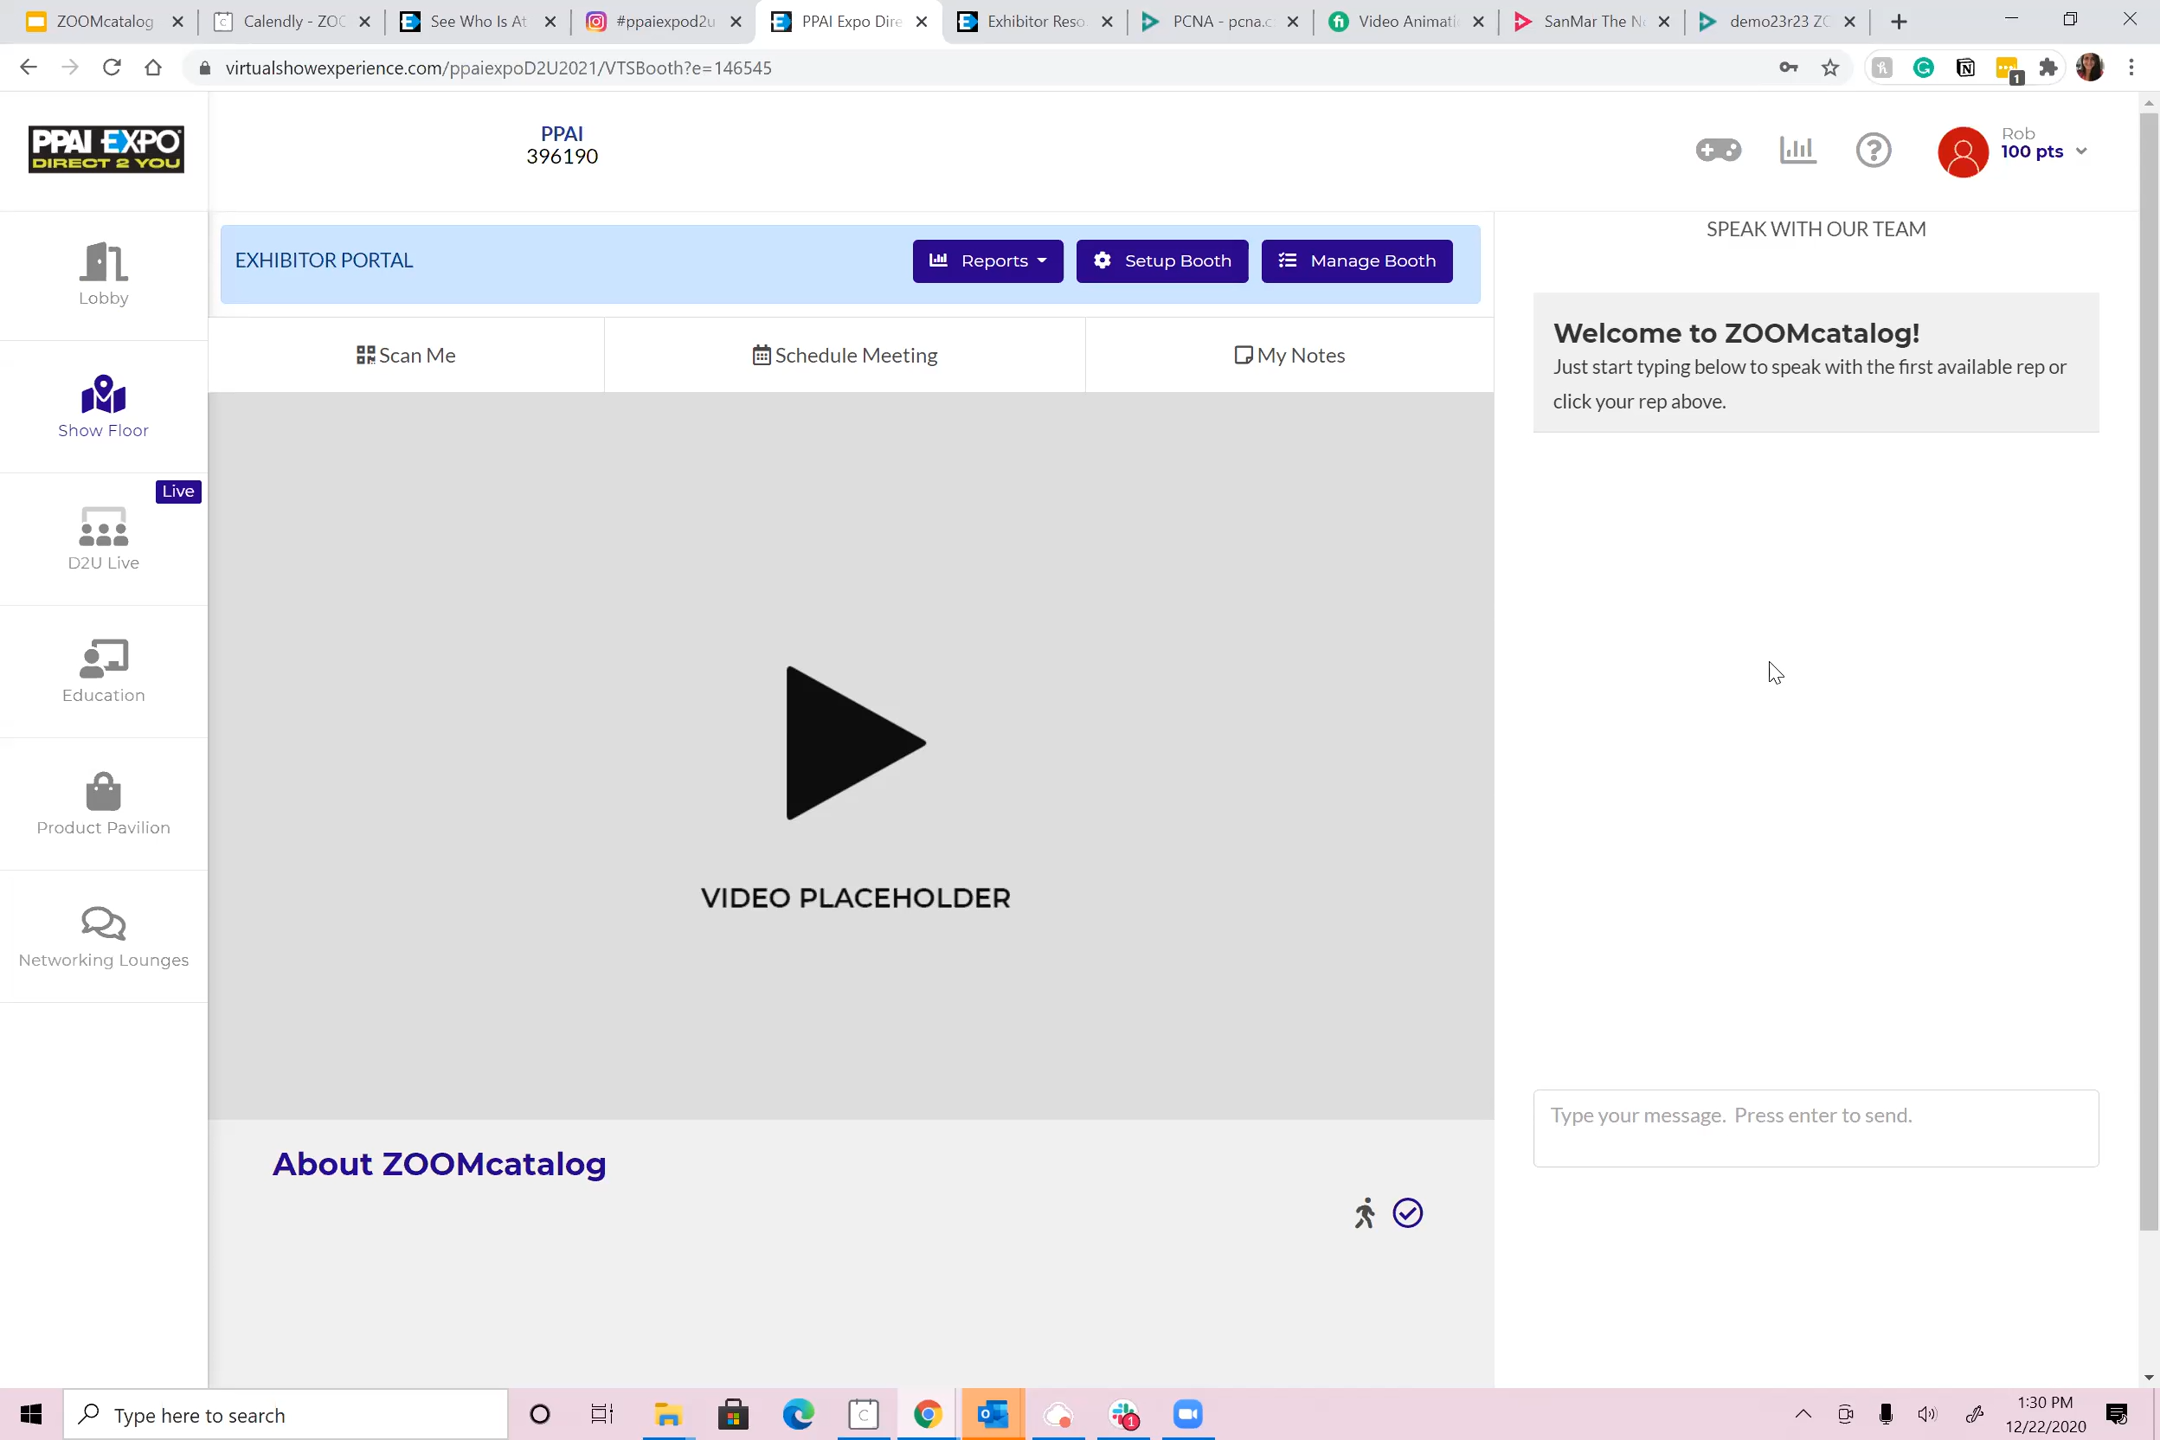 ZOOMcatalog
Calendly - ZOC
See Who Is At
#ppaiexpod2u
PPAI Expo Dire
Exhibitor Reso
PCNA - pcna.c
Video Animati
SanMar The N
demo23r23 ZO
virtualshowexperience.com/ppaiexpoD2U2021/VTSBooth?e=146545
1
PPAI EXPO
DIRECT 2 YOU
PPAI
396190
Rob
100 pts
Lobby
Show Floor
Live
D2U Live
Education
Product Pavilion
Networking Lounges
EXHIBITOR PORTAL
Reports
Setup Booth
Manage Booth
Scan Me
Schedule Meeting
My Notes
VIDEO PLACEHOLDER
About ZOOMcatalog
SPEAK WITH OUR TEAM
Welcome to ZOOMcatalog!
Just start typing below to speak with the first available rep or
click your rep above.
Type your message. Press enter to send.
Type here to search
1
1:30 PM
12/22/2020